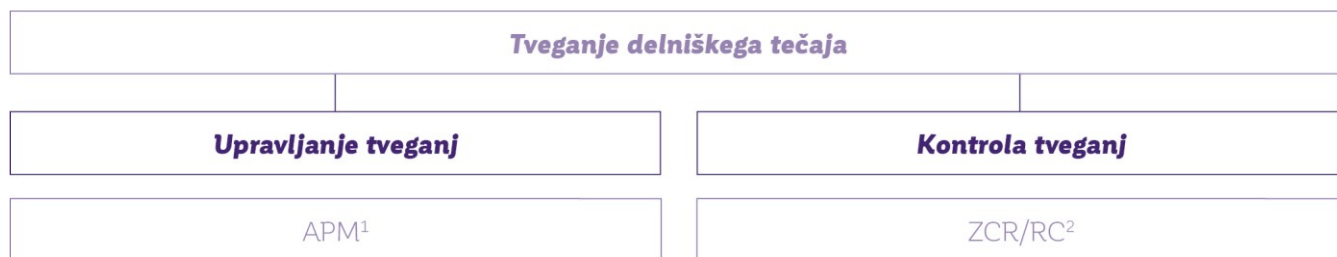 Tveganje delniškega tečaja
Upravljanje tveganj
Kontrola tveganj
APM¹
ZCR/RC²